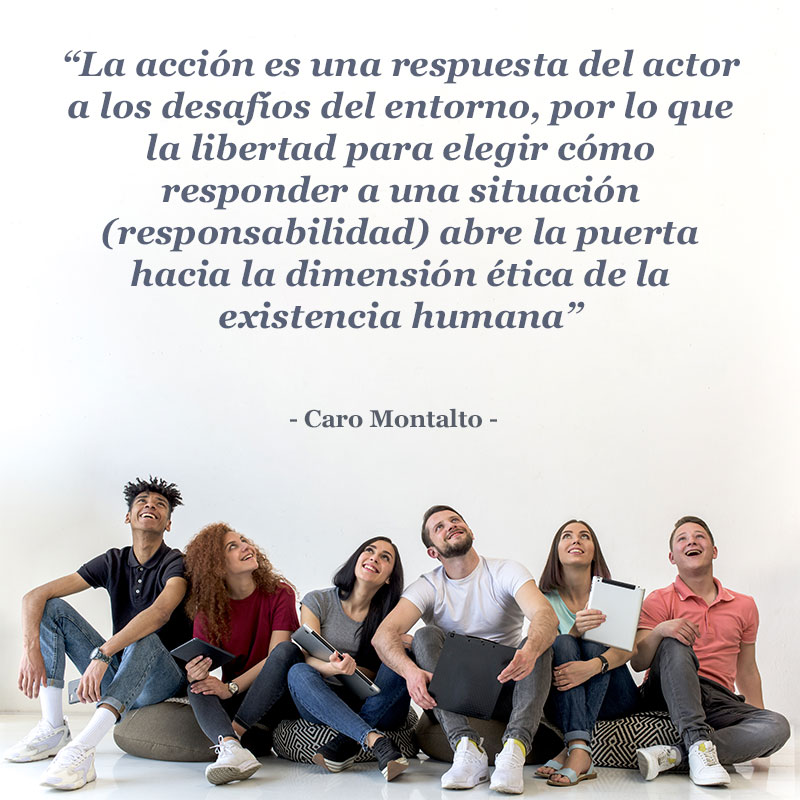 “La acción es una respuesta del actor
a los desafíos del entorno, por lo que
la libertad para elegir cómo
responder a una situación
(responsabilidad) abre la puerta
hacia la dimensión ética de la
existencia humana”
- Caro Montalto -